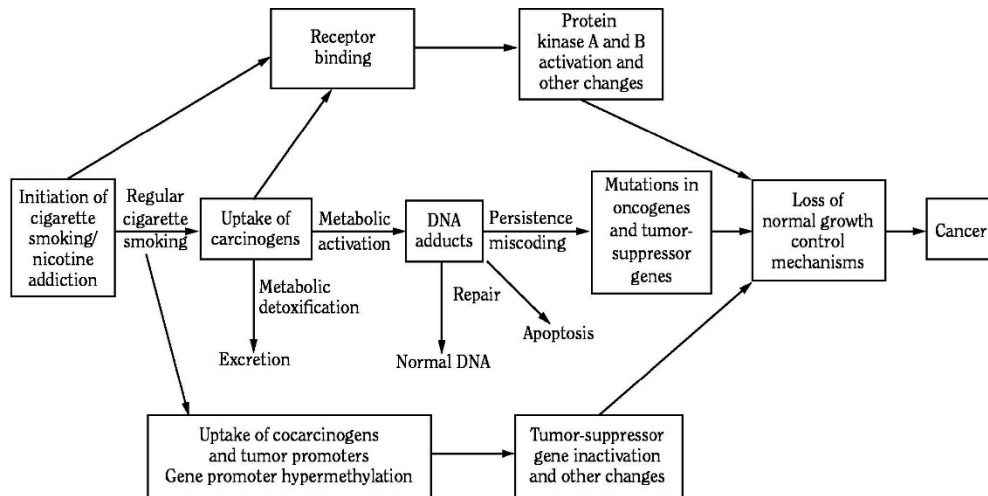 Receptor
binding
Protein
kinase A and B
activation and
other changes
Initiation of
cigarette
smoking/
nicotine
addiction
Regular
cigarette
smoking
Uptake of
carcinogens
Metabolic
activation
DNA
adducts
Persistence
miscoding
Mutations in
oncogenes
and tumor-
suppressor
genes
Loss of
normal growth
control
mechanisms
Cancer
Metabolic
detoxification
Excretion
Repair
Normal DNA
Apoptosis
Uptake of cocarcinogens
and tumor promoters
Gene promoter hypermethylation
Tumor-suppressor
gene inactivation
and other changes